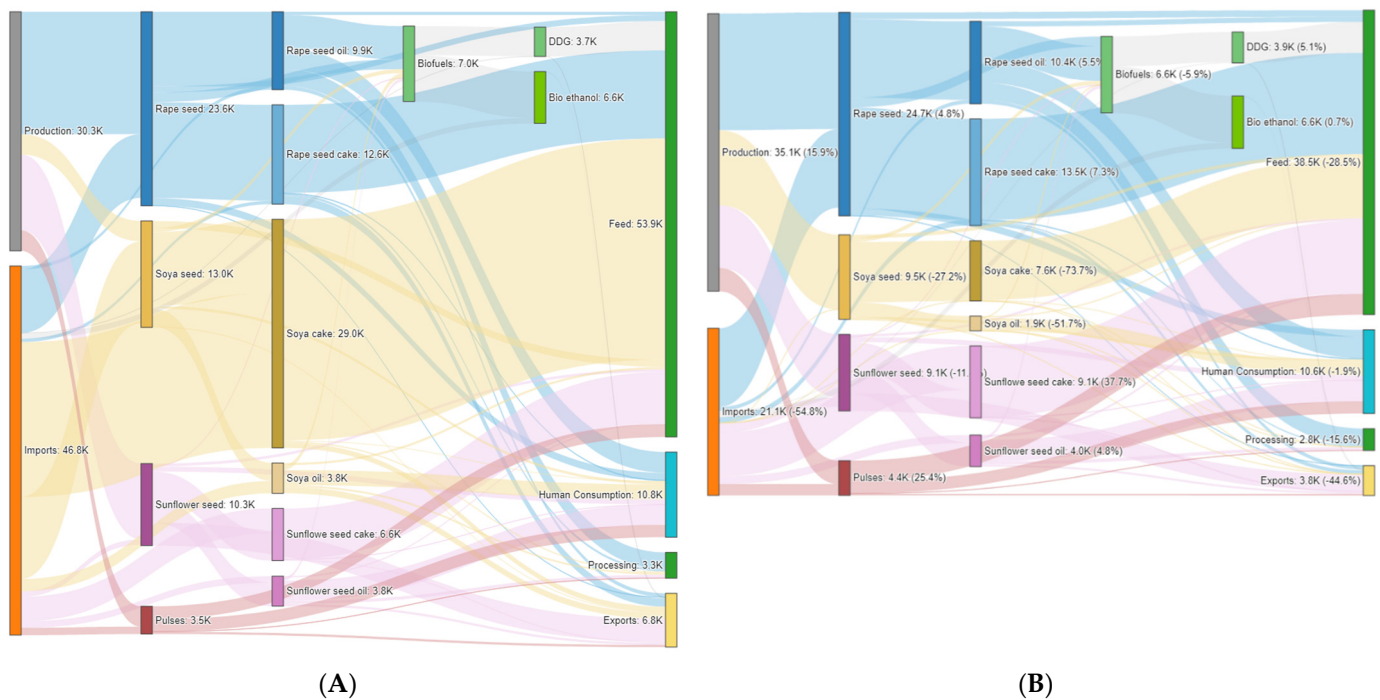 Production: 30.3K
Imports: 46.8K
Rape seed: 23.6K
Soya seed: 13.0K
Sunflower seed: 10.3K
Pulses: 3.5K
Rape seed oil: 9.9K
Rape seed cake: 12.6K
Soya cake: 29.0K
Soya oil: 3.8K
Sunflowe seed cake: 6.6K
Sunflower seed oil: 3.8K
Biofuels: 7.0K
DDG: 3.7K
Bio ethanol: 6.6K
Feed: 53.9K
Human Consumption: 10.8K
Processing: 3.3K
Exports: 6.8K
(A)
Production: 35.1K (15.9%)
Imports: 21.1K (-54.8%)
Rape seed: 24.7K (4.8%)
Soya seed: 9.5K (-27.2%)
Sunflower seed: 9.1K (-11.
Pulses: 4.4K (25.4%)
Rape seed oil: 10.4K (5.5%
Rape seed cake: 13.5K (7.3%)
Soya cake: 7.6K (-73.7%)
Soya oil: 1.9K (-51.7%)
Sunflowe seed cake: 9.1K (37.7%)
Sunflower seed oil: 4.0K (4.8%)
Biofuels: 6.6K (-5.9%)
DDG: 3.9K (5.1%)
Bio ethanol: 6.6K (0.7%)
Feed: 38.5K (-28.5%)
Human Consumption: 10.6K (-1.9%)
Processing: 2.8K (-15.6%)
Exports: 3.8K (-44.6%)
(B)